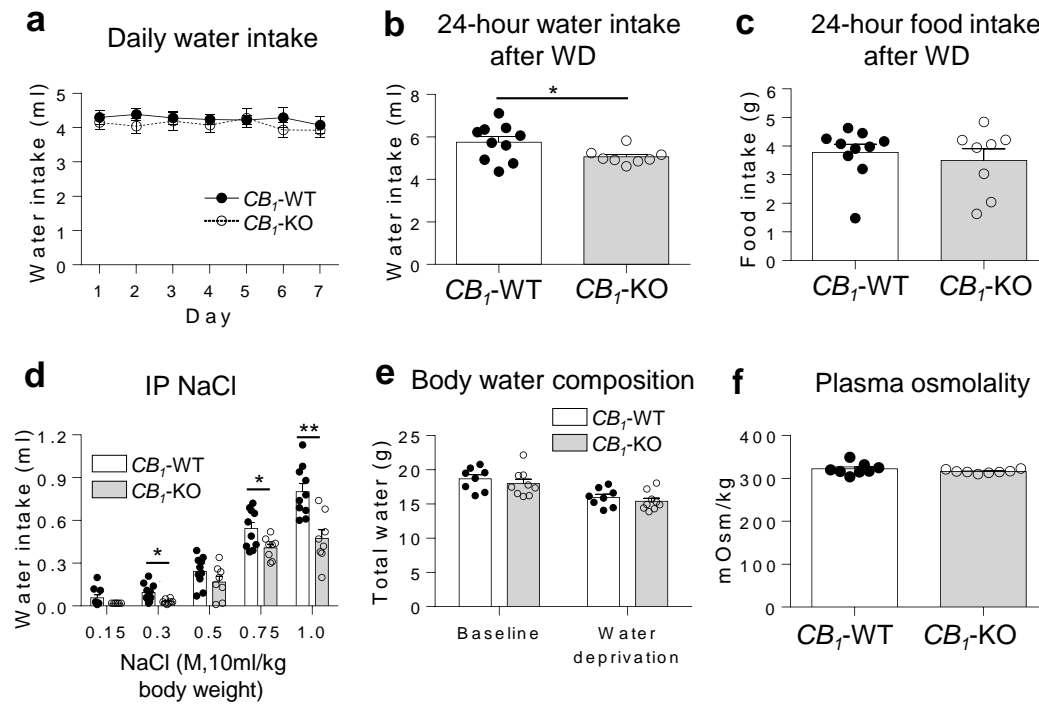 a
Daily water intake
Water intake (ml)
5
4
3
2
1
0
CB1-WT
CB1-KO
1 2 3 4 5 6 7
Day
b
24-hour water intake
after WD
Water intake (ml)
8
6
4
2
0
*
CB1-WT CB1-KO
c
24-hour food intake
after WD
Food intake (g)
6
5
4
3
2
1
0
CB1-WT CB1-KO
d
IP NaCl
Water intake (ml)
1.2
0.9
0.6
0.3
0.0
CB1-WT
CB1-KO
*
*
**
0.15 0.3 0.5 0.75 1.0
NaCl (M,10ml/kg
body weight)
e
Body water composition
Total water (g)
25
20
15
10
5
0
CB1-WT
CB1-KO
Baseline Water
deprivation
f
Plasma osmolality
mOsm/kg
400
300
200
100
0
CB1-WT CB1-KO